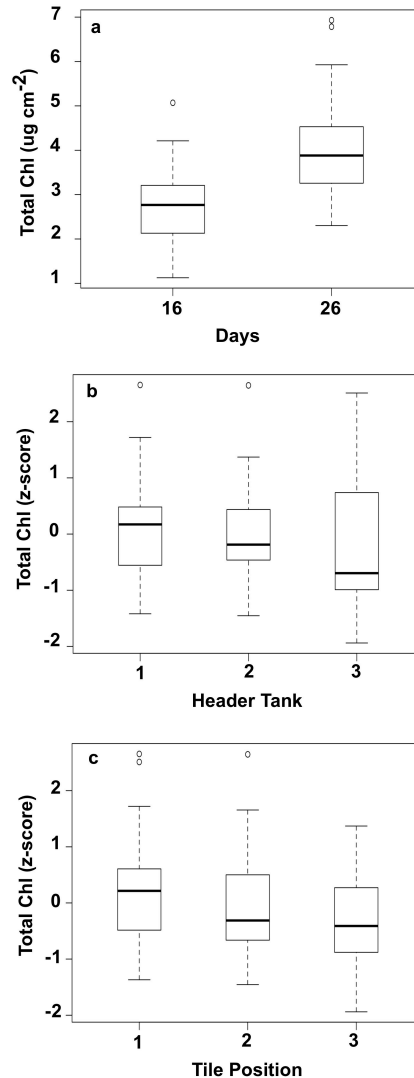 a
7
6
5
4
3
2
1
Total Chl (ug cm-2)
16 26
Days
b
2
1
0
-1
-2
Total Chl (z-score)
1 2 3
Header Tank
c
2
1
0
-1
-2
Total Chl (z-score)
1 2 3
Tile Position